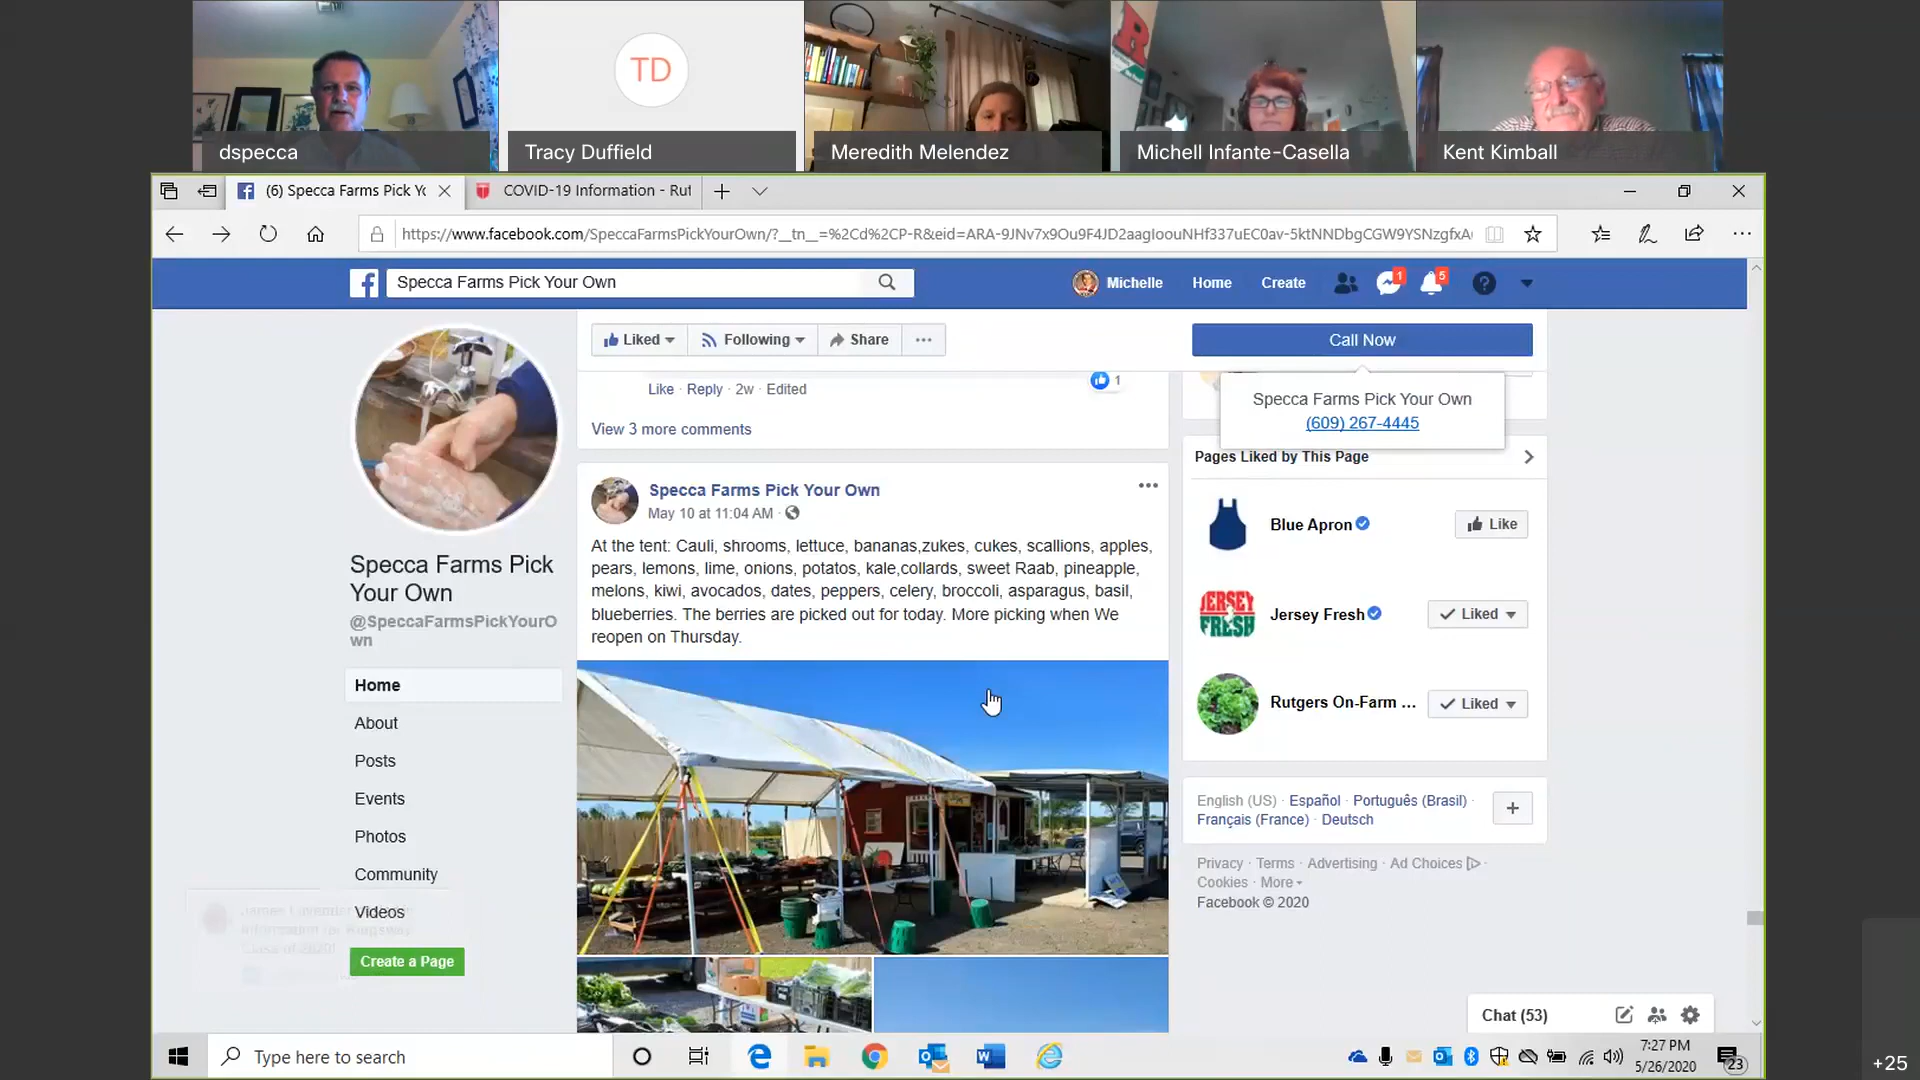 TD
dspecca
Tracy Duffield
Meredith Melendez
Michell Infante-Casella
Kent Kimball
(6) Specca Farms Pick Yo
COVID-19 Information - Rut
https://www.facebook.com/SpeccaFarmsPickYourOwn/?__tn__=%2Cd%2CP-R&eid=ARA-9JNv7x9Ou9F4JD2aagIoouNHf337uEC0av-5ktNNDbgCGW9YSNzgfxA
Specca Farms Pick Your Own
Michelle
Home
Create
1
5
Liked
Following
Share
Call Now
Like · Reply · 2w · Edited
1
View 3 more comments
Specca Farms Pick Your Own
(609) 267-4445
Pages Liked by This Page
Blue Apron
Like
JERSEY
FRESH
Jersey Fresh
Liked
Rutgers On-Farm ...
Liked
Specca Farms Pick Your Own
May 10 at 11:04 AM ·
At the tent: Cauli, shrooms, lettuce, bananas,zukes, cukes, scallions, apples,
pears, lemons, lime, onions, potatos, kale,collards, sweet Raab, pineapple,
melons, kiwi, avocados, dates, peppers, celery, broccoli, asparagus, basil,
blueberries. The berries are picked out for today. More picking when We
reopen on Thursday.
Specca Farms Pick
Your Own
@SpeccaFarmsPickYourO
wn
Home
About
Posts
Events
Photos
Community
Videos
Create a Page
English (US) · Español · Português (Brasil) ·
Français (France) · Deutsch
Privacy · Terms · Advertising · Ad Choices ·
Cookies · More
Facebook © 2020
Chat (53)
Type here to search
7:27 PM
5/26/2020
23
+25